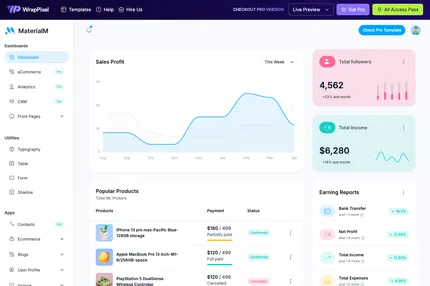 WrapPixel
Templates
Help
Hire Us
CHECKOUT PRO VERSION
Live Preview
Get Pro
All Access Pass
MaterialM
Check Pro Template
Dashboards
Dashboard
eCommerce
Pro
Analytics
Pro
CRM
Pro
Front Pages
Utilities
Typography
Table
Form
Shadow
Apps
Contacts
Pro
Ecommerce
Blogs
User Profile
Sales Profit
This Week
Aug
Sep
Oct
Nov
Dec
Jan
Feb
Mar
Apr
Total followers
4,562
Total Income
$6,280
+18% last month
Popular Products
Total 9k Visitors
Products
Payment
Status
iPhone 13 pro max-Pacific Blue-
128GB storage
$180 / 499
Partially paid
Confirmed
Apple MacBook Pro 13 inch-M1-
8/256GB-space
$120 / 499
Full paid
Confirmed
PlayStation 5 DualSense
Wireless Controller
$120 / 499
Cancelled
Earning Reports
Bank Transfer
Net Profit
Total Income
Total Expenses